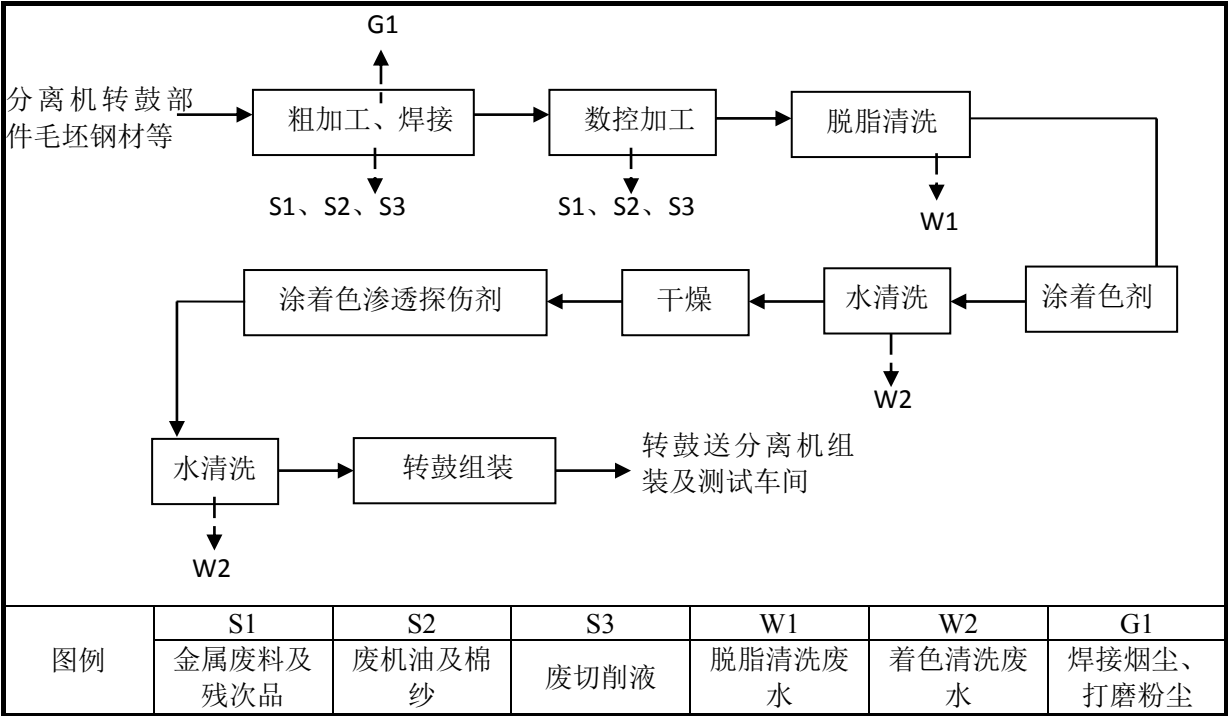 G1
分离机转鼓部
件毛坯钢材等
粗加工、焊接
数控加工
脱脂清洗
S1、S2、S3
S1、S2、S3
W1
涂着色渗透探伤剂
干燥
水清洗
涂着色剂
W2
水清洗
转鼓组装
转鼓送分离机组
装及测试车间
W2
图例
S1
S2
S3
W1
W2
G1
金属废料及
残次品
废机油及棉
纱
废切削液
脱脂清洗废
水
着色清洗废
水
焊接烟尘、
打磨粉尘